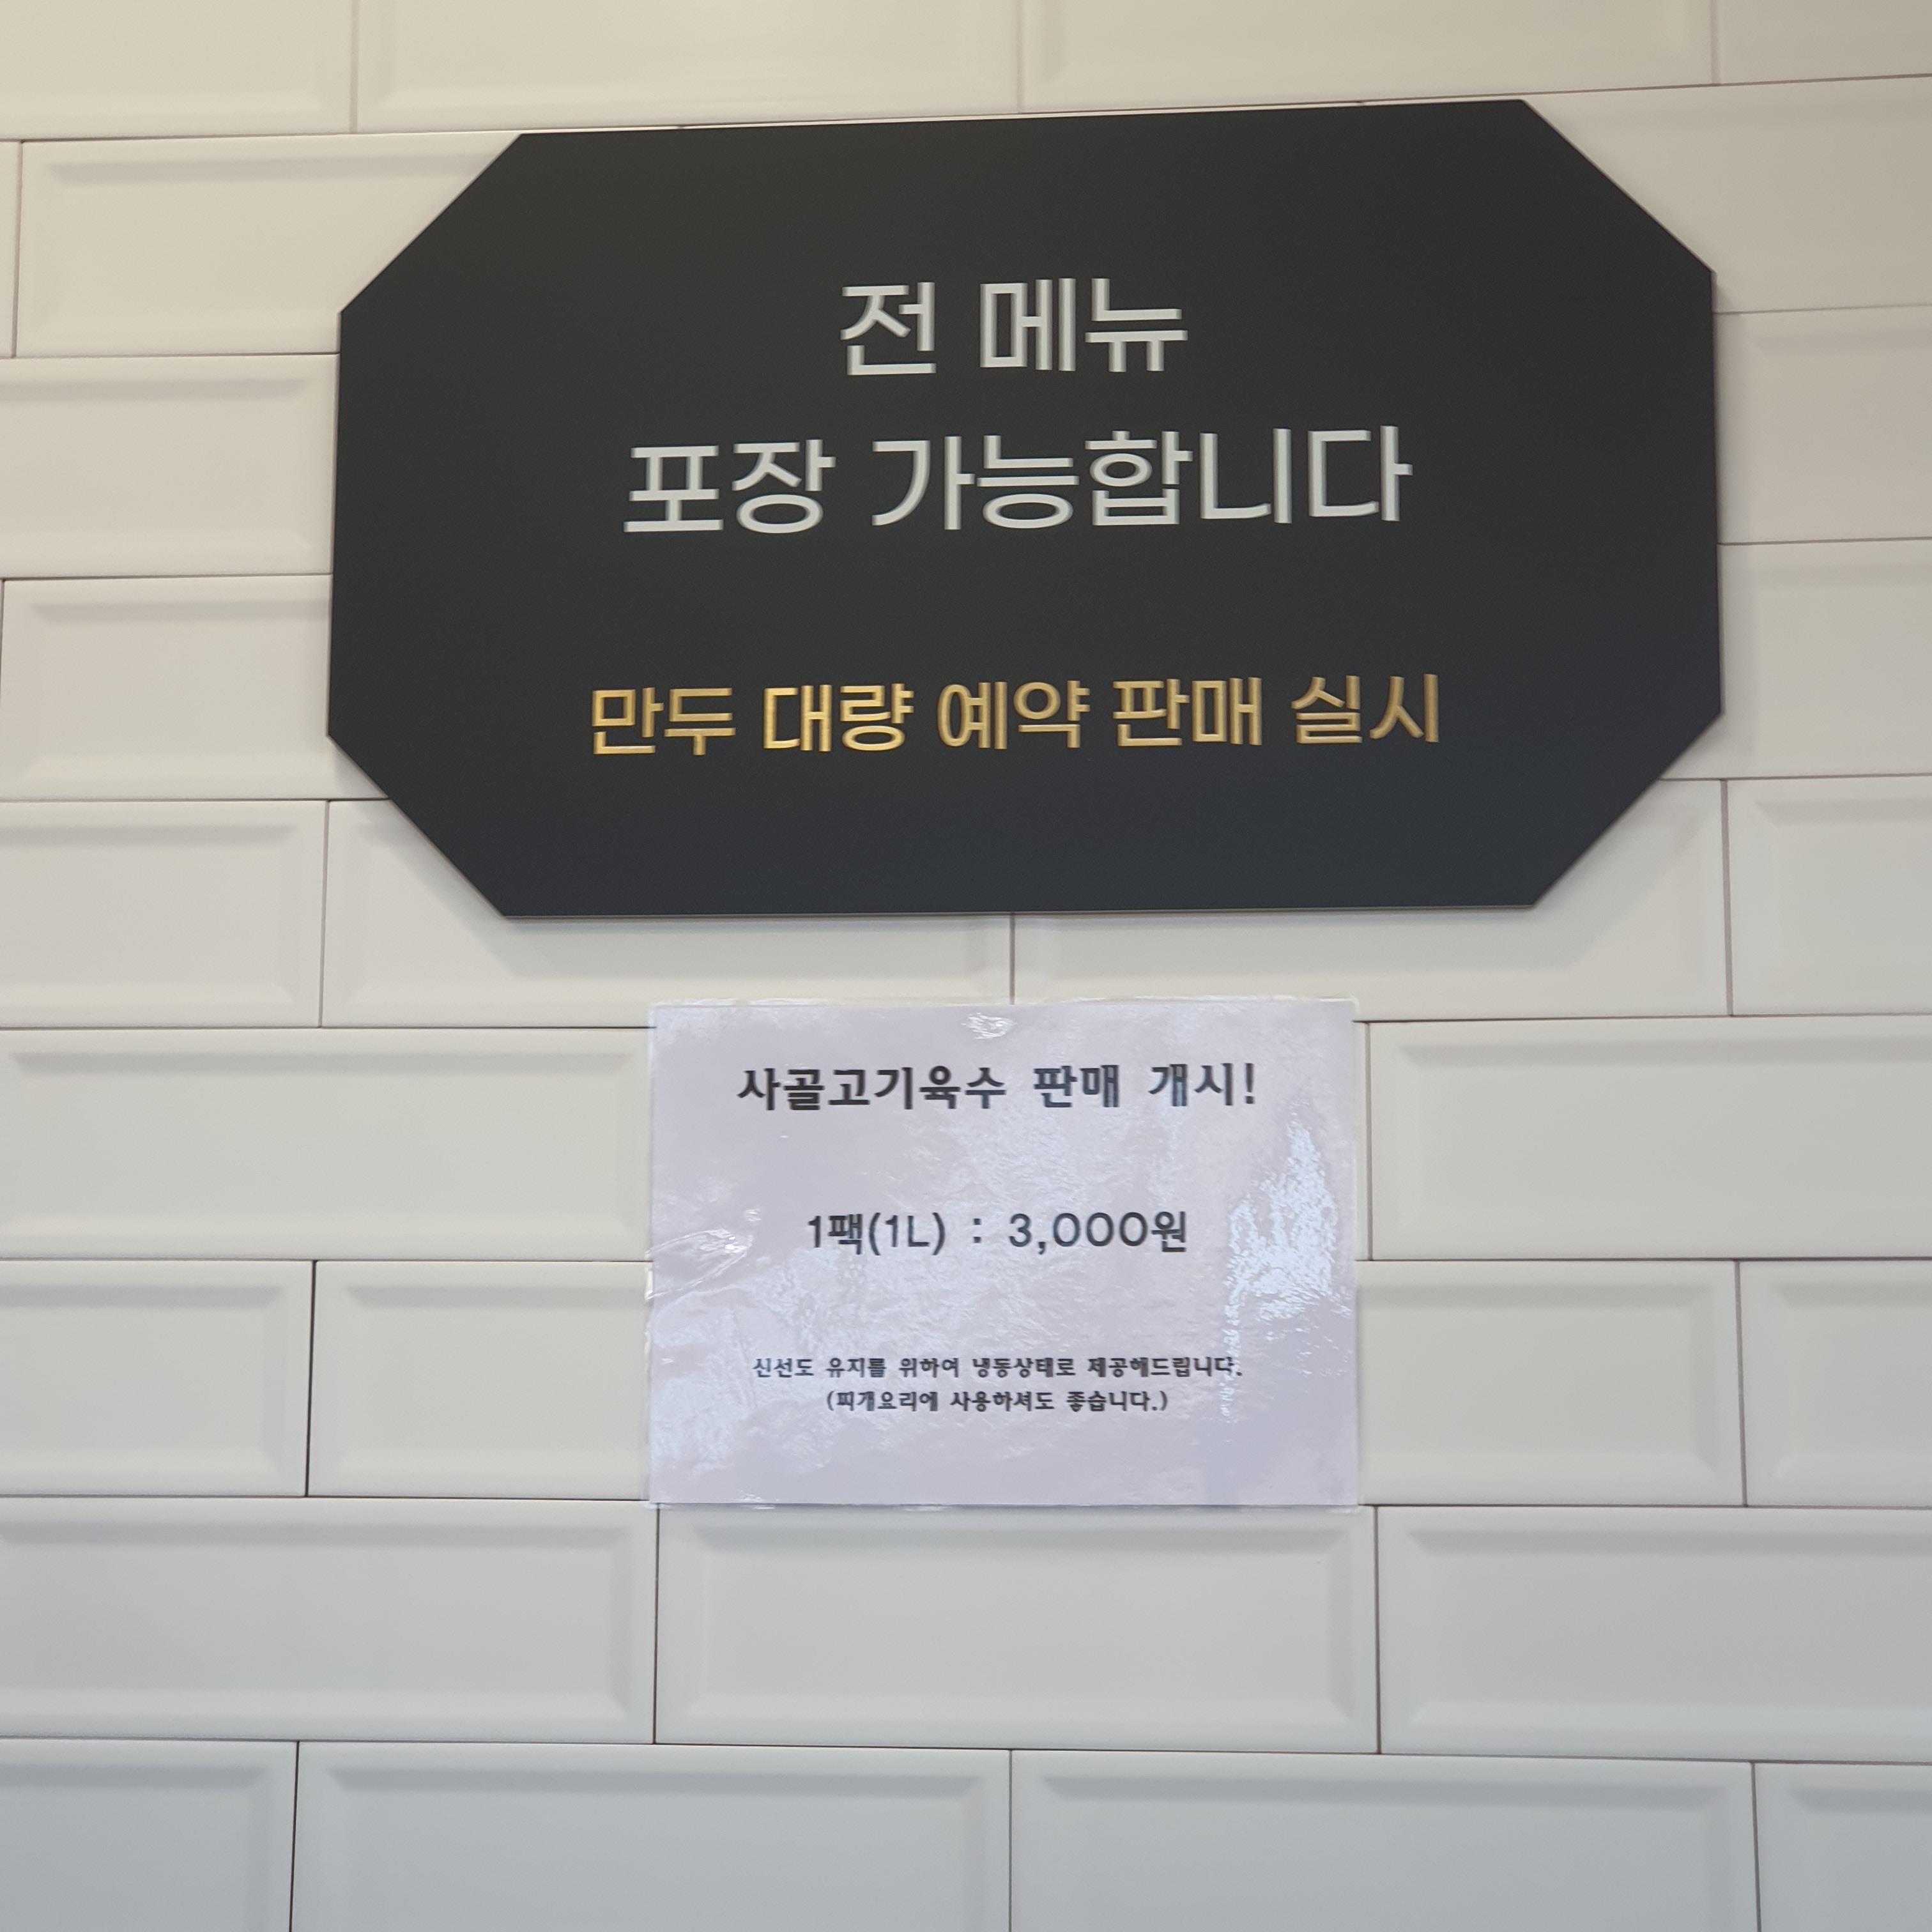 전 메뉴
포장 가능합니다
만두 대량 예약 판매 실시
사골고기육수 판매 개시!
1팩(1L) : 3,000원
신선도 유지를 위하여 냉동상태로 제공해드립니다.
(찌개요리에 사용하셔도 좋습니다.)